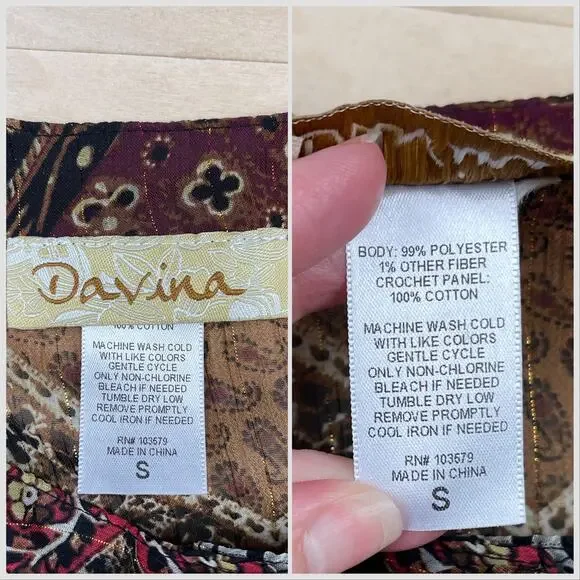 Davina
100% COTTON
MACHINE WASH COLD
WITH LIKE COLORS
GENTLE CYCLE
ONLY NON-CHLORINE
BLEACH IF NEEDED
TUMBLE DRY LOW
REMOVE PROMPTLY
COOL IRON IF NEEDED
RN# 103579
MADE IN CHINA
S
BODY: 99% POLYESTER
1% OTHER FIBER
CROCHET PANEL:
100% COTTON
MACHINE WASH COLD
WITH LIKE COLORS
GENTLE CYCLE
ONLY NON-CHLORINE
BLEACH IF NEEDED
TUMBLE DRY LOW
REMOVE PROMPTLY
COOL IRON IF NEEDED
RN# 103579
MADE IN CHINA
S